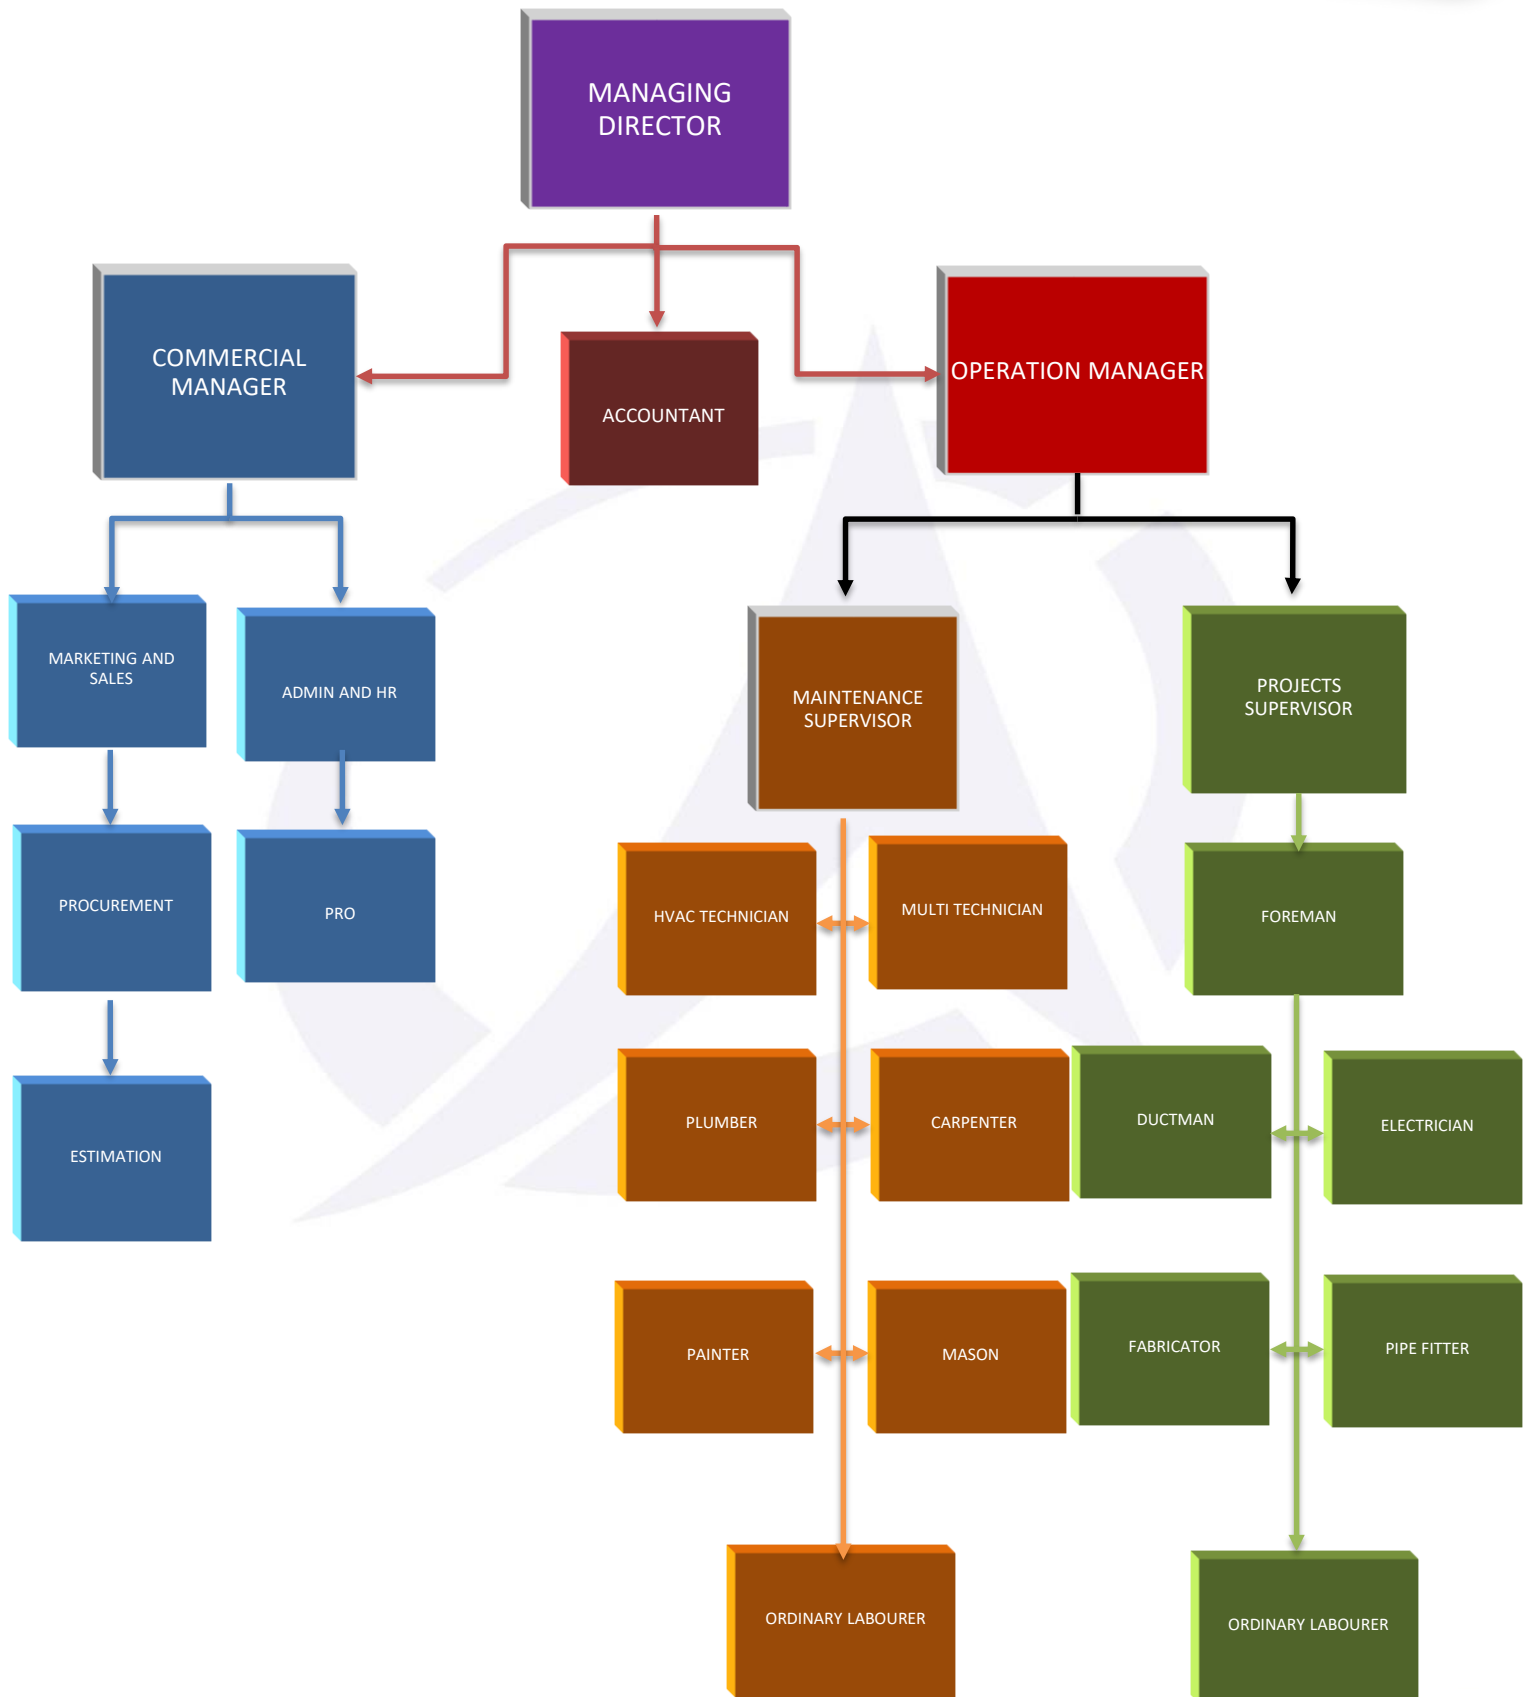 MANAGING
DIRECTOR
COMMERCIAL
MANAGER
ACCOUNTANT
OPERATION MANAGER
MARKETING AND
SALES
ADMIN AND HR
MAINTENANCE
SUPERVISOR
PROJECTS
SUPERVISOR
PROCUREMENT
PRO
HVAC TECHNICIAN
MULTI TECHNICIAN
FOREMAN
ESTIMATION
PLUMBER
CARPENTER
DUCTMAN
ELECTRICIAN
PAINTER
MASON
FABRICATOR
PIPE FITTER
ORDINARY LABOURER
ORDINARY LABOURER